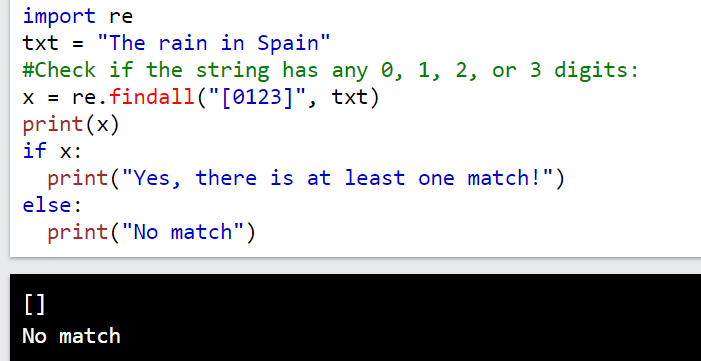 import re
txt = "The rain in Spain"
#Check if the string has any 0, 1, 2, or 3 digits:
x = re.findall("[0123]", txt)
print(x)
if x:
  print("Yes, there is at least one match!")
else:
  print("No match")
[]
No match